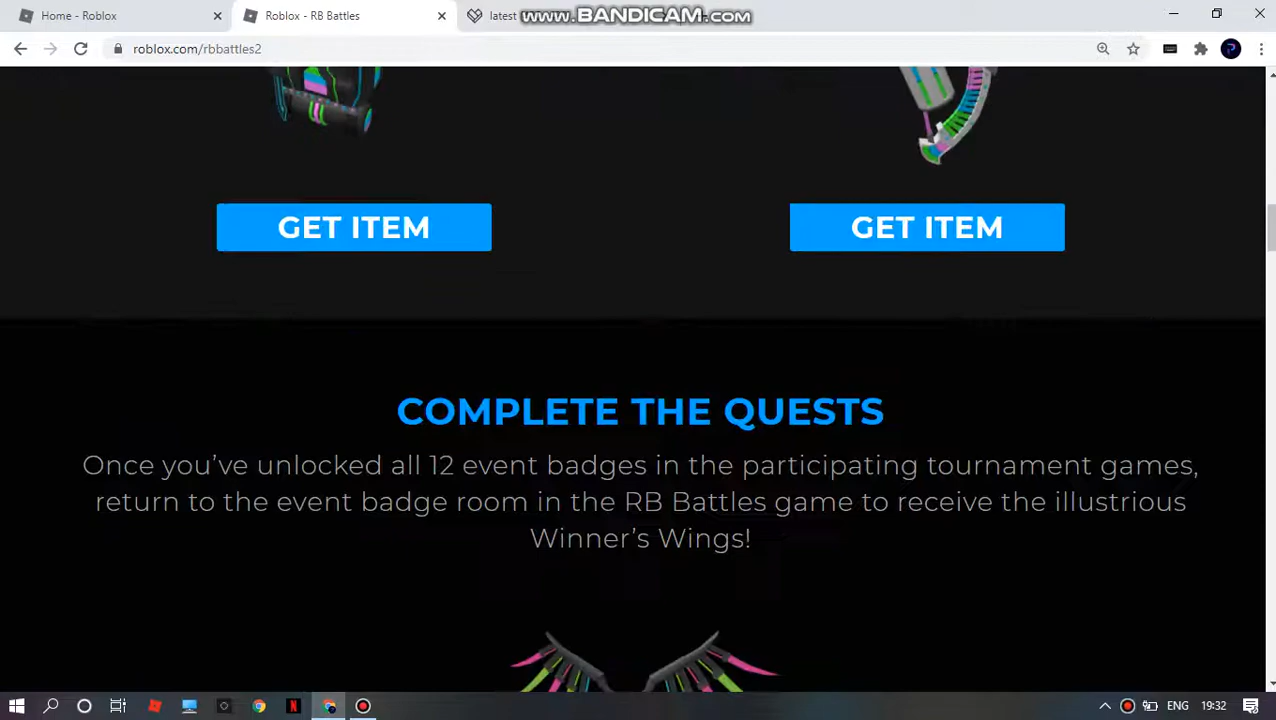 Home - Roblox
Roblox - RB Battles
latest
www.BANDICAM.com
roblox.com/rbbattles2
GET ITEM
GET ITEM
COMPLETE THE QUESTS
Once you've unlocked all 12 event badges in the participating tournament games,
return to the event badge room in the RB Battles game to receive the illustrious
Winner's Wings!
ENG
19:32